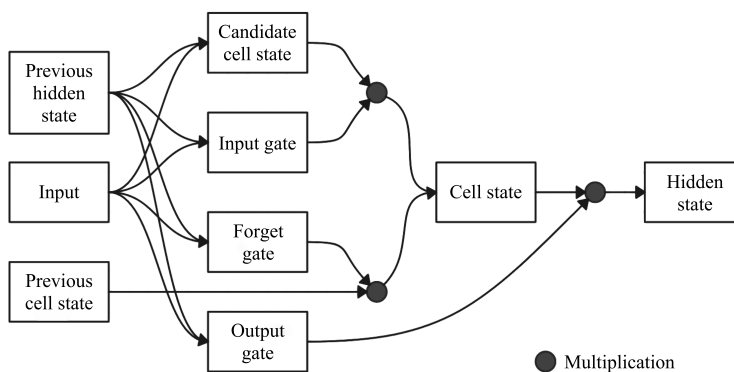 Previous
hidden
state
Input
Previous
cell state
Candidate
cell state
Input gate
Forget
gate
Output
gate
Cell state
Hidden
state
Multiplication